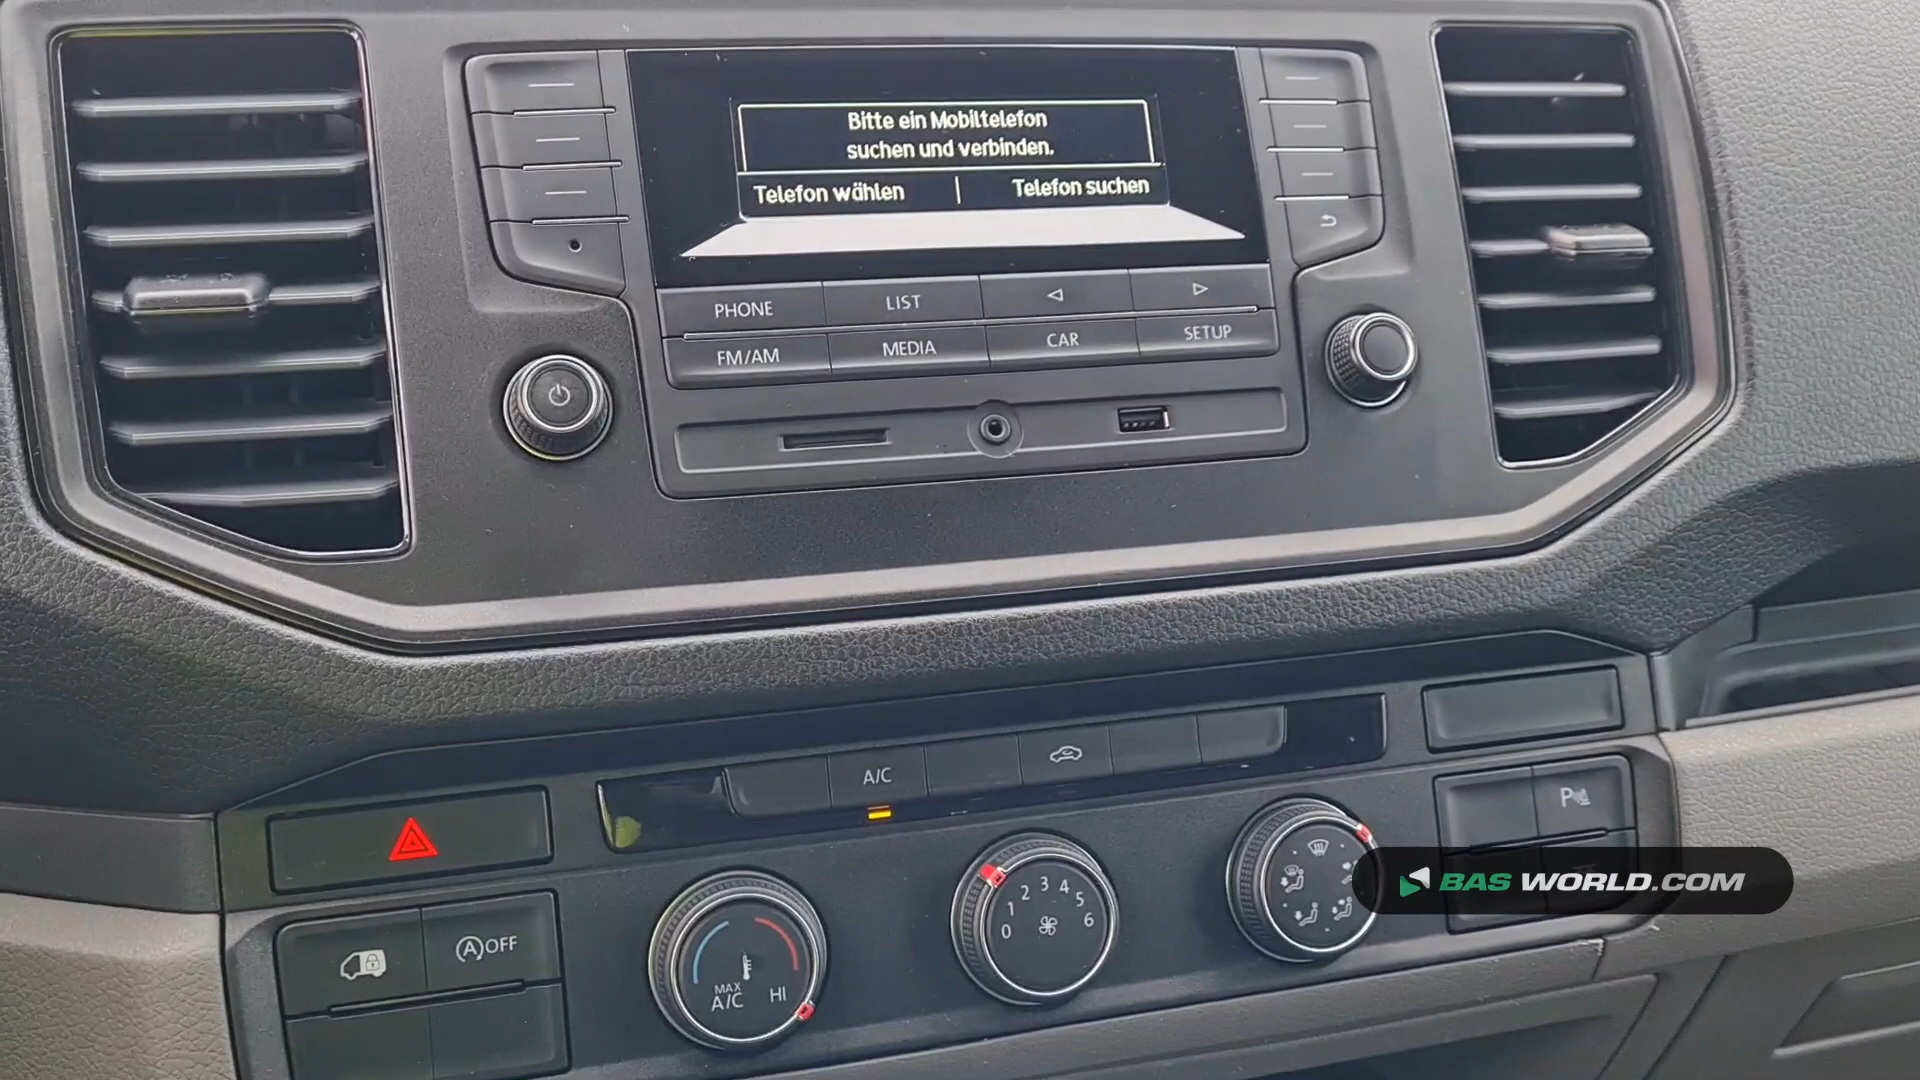 Bitte ein Mobiltelefon
suchen und verbinden.
Telefon wählen | Telefon suchen
PHONE LIST
FM/AM MEDIA CAR SETUP
A/C
P
A OFF
MAX
A/C HI
0 1 2 3 4 5 6
BAS WORLD.COM